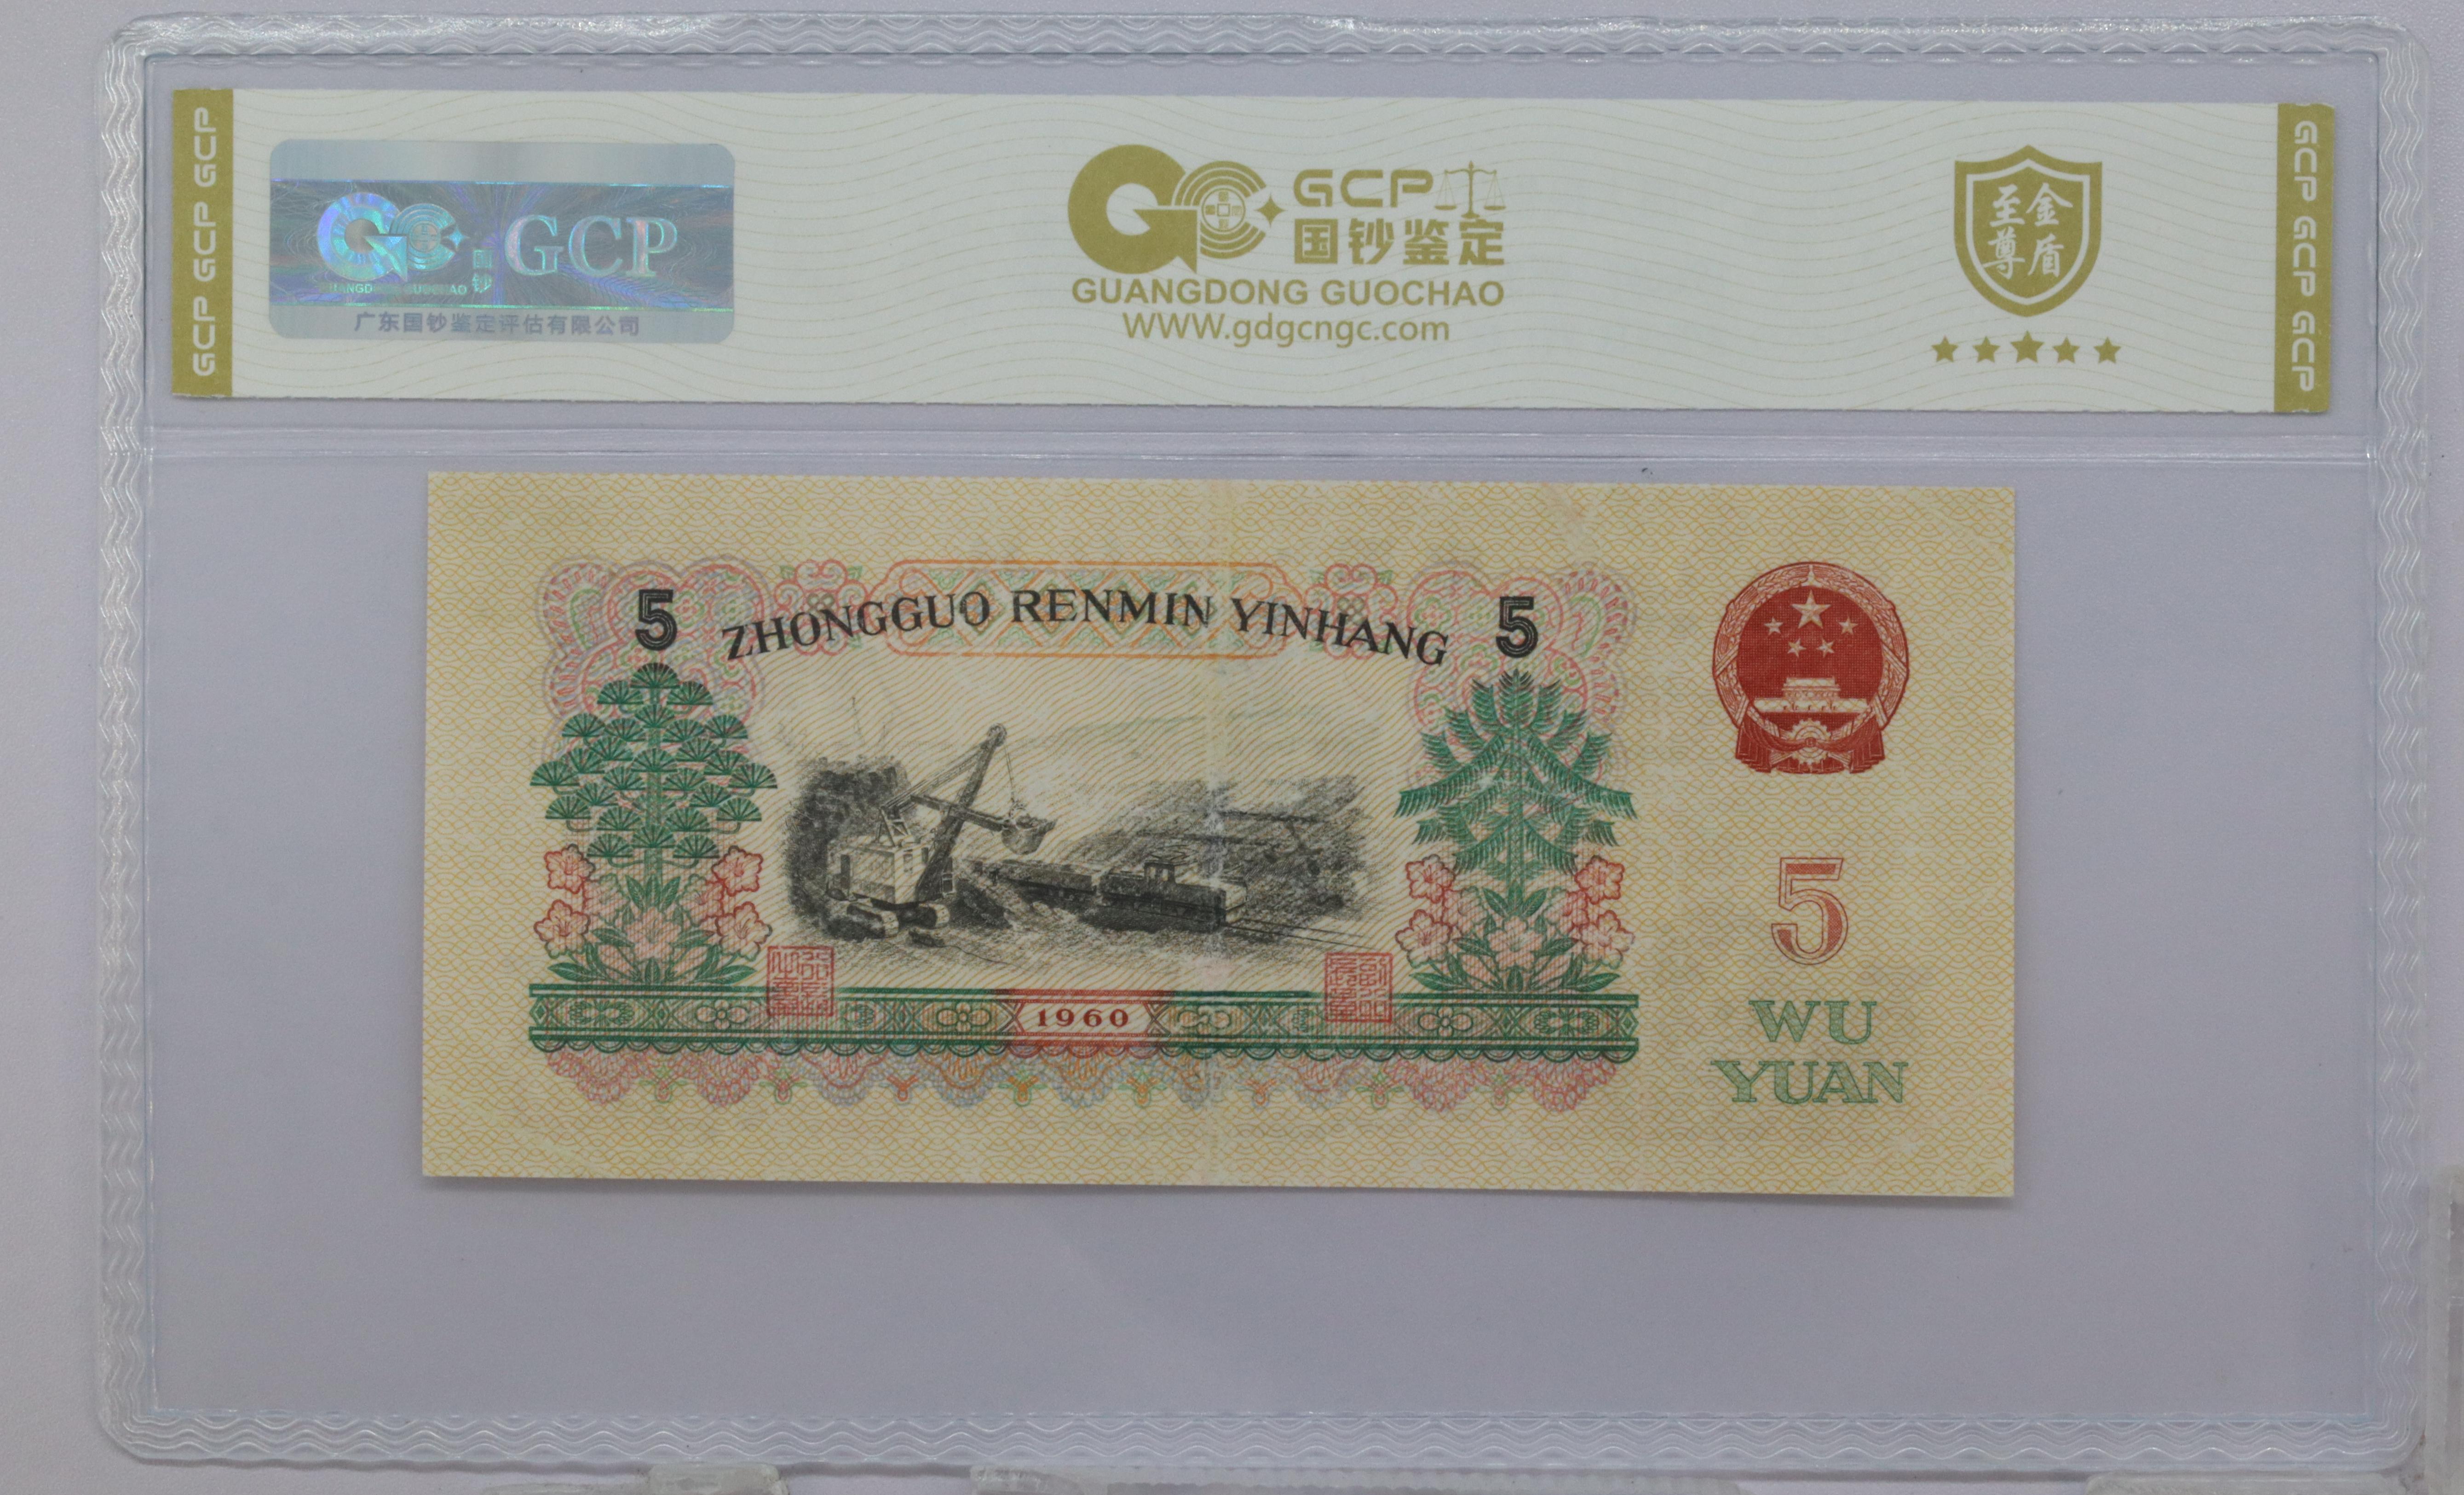 GCP GCP GCP
GUANGDONG GUOCHAO
国钞
GCP
广东国钞鉴定评估有限公司
GCP
国钞鉴定
GUANGDONG GUOCHAO
WWW.gdgcngc.com
至尊金盾
GCP GCP GCP
5 ZHONGGUO RENMIN YINHANG 5
1960
5
WU
YUAN